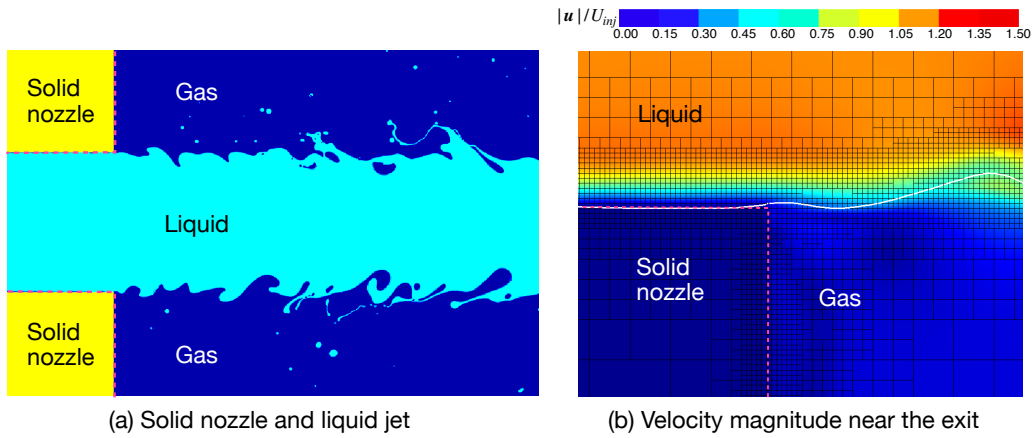 |u|/U_inj
0.00 0.15 0.30 0.45 0.60 0.75 0.90 1.05 1.20 1.50
Solid
nozzle
Gas
Liquid
Solid
nozzle
Gas
(a) Solid nozzle and liquid jet
Liquid
Solid
nozzle
Gas
(b) Velocity magnitude near the exit